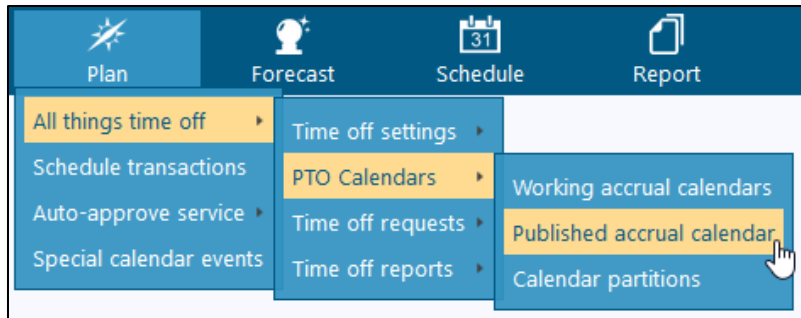 31
Plan
Forecast
Schedule
Report
All things time off
Schedule transactions
Auto-approve service
Special calendar events
Time off settings
PTO Calendars
Time off requests
Time off reports
Working accrual calendars
Published accrual calendar
Calendar partitions